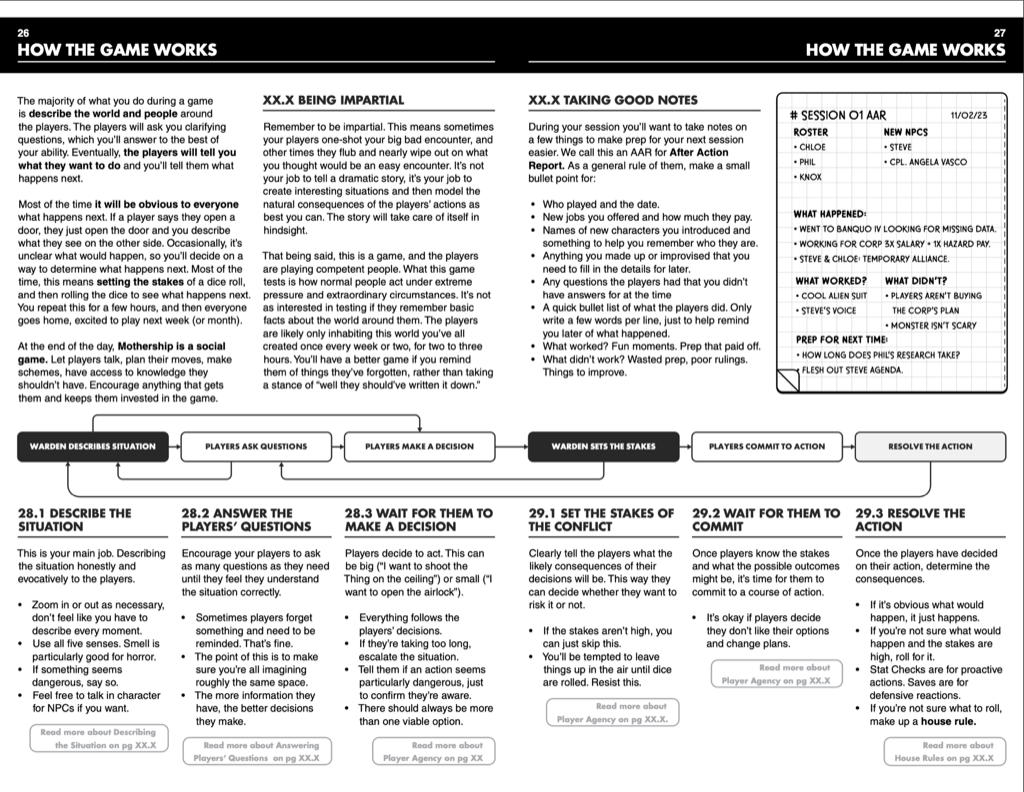 26
HOW THE GAME WORKS
The majority of what you do during a game
is describe the world and people around
the players. The players will ask you clarifying
questions, which you'll answer to the best of
your ability. Eventually, the players will tell you
what they want to do and you'll tell them what
happens next.
Most of the time it will be obvious to everyone
what happens next. If a player says they open a
door, they just open the door and you describe
what they see on the other side. Occasionally, it's
unclear what would happen, so you'll decide on a
way to determine what happens next. Most of the
time, this means setting the stakes of a dice roll,
and then rolling the dice to see what happens next.
You repeat this for a few hours, and then everyone
goes home, excited to play next week (or month).
At the end of the day, Mothership is a social
game. Let players talk, plan their moves, make
schemes, have access to knowledge they
shouldn't have. Encourage anything that gets
them and keeps them invested in the game.
XX.X BEING IMPARTIAL
Remember to be impartial. This means sometimes
your players one-shot your big bad encounter, and
other times they flub and nearly wipe out on what
you thought would be an easy encounter. It's not
your job to tell a dramatic story, it's your job to
create interesting situations and then model the
natural consequences of the players' actions as
best you can. The story will take care of itself in
hindsight.
That being said, this is a game, and the players
are playing competent people. What this game
tests is how normal people act under extreme
pressure and extraordinary circumstances. It's not
as interested in testing if they remember basic
facts about the world around them. The players
are likely only inhabiting this world you've all
created once every week or two, for two to three
hours. You'll have a better game if you remind
them of things they've forgotten, rather than taking
a stance of "well they should've written it down."
27
HOW THE GAME WORKS
XX.X TAKING GOOD NOTES
During your session you'll want to take notes on
a few things to make prep for your next session
easier. We call this an AAR for After Action
Report. As a general rule of them, make a small
bullet point for:
• Who played and the date.
• New jobs you offered and how much they pay.
• Names of new characters you introduced and
something to help you remember who they are.
• Anything you made up or improvised that you
need to fill in the details for later.
• Any questions the players had that you didn't
have answers for at the time
• A quick bullet list of what the players did. Only
write a few words per line, just to help remind
you later of what happened.
• What worked? Fun moments. Prep that paid off.
• What didn't work? Wasted prep, poor rulings.
Things to improve.
# SESSION 01 AAR 11/02/23
ROSTER
• CHLOE
• PHIL
• KNOX
NEW NPCS
• STEVE
• CPL. ANGELA VASCO
WHAT HAPPENED:
• WENT TO BANQUO IV LOOKING FOR MISSING DATA.
• WORKING FOR CORP 3X SALARY + 1X HAZARD PAY.
• STEVE & CHLOE: TEMPORARY ALLIANCE.
WHAT WORKED?
• COOL ALIEN SUIT
• STEVE'S VOICE
WHAT DIDN'T?
• PLAYERS AREN'T BUYING
THE CORP'S PLAN
• MONSTER ISN'T SCARY
PREP FOR NEXT TIME:
• HOW LONG DOES PHIL'S RESEARCH TAKE?
• FLESH OUT STEVE AGENDA.
WARDEN DESCRIBES SITUATION
PLAYERS ASK QUESTIONS
PLAYERS MAKE A DECISION
WARDEN SETS THE STAKES
PLAYERS COMMIT TO ACTION
RESOLVE THE ACTION
28.1 DESCRIBE THE
SITUATION
This is your main job. Describing
the situation honestly and
evocatively to the players.
• Zoom in or out as necessary,
don't feel like you have to
describe every moment.
• Use all five senses. Smell is
particularly good for horror.
• If something seems
dangerous, say so.
• Feel free to talk in character
for NPCs if you want.
Read more about Describing
the Situation on pg XX.X
28.2 ANSWER THE
PLAYERS' QUESTIONS
Encourage your players to ask
as many questions as they need
until they feel they understand
the situation correctly.
• Sometimes players forget
something and need to be
reminded. That's fine.
• The point of this is to make
sure you're all imagining
roughly the same space.
• The more information they
have, the better decisions
they make.
Read more about Answering
Players' Questions on pg XX.X
28.3 WAIT FOR THEM TO
MAKE A DECISION
Players decide to act. This can
be big ("I want to shoot the
Thing on the ceiling") or small ("I
want to open the airlock").
• Everything follows the
players' decisions.
• If they're taking too long,
escalate the situation.
• Tell them if an action seems
particularly dangerous, just
to confirm they're aware.
• There should always be more
than one viable option.
Read more about
Player Agency on pg XX
29.1 SET THE STAKES OF
THE CONFLICT
Clearly tell the players what the
likely consequences of their
decisions will be. This way they
can decide whether they want to
risk it or not.
• If the stakes aren't high, you
can just skip this.
• You'll be tempted to leave
things up in the air until dice
are rolled. Resist this.
Read more about
Player Agency on pg XX.X.
29.2 WAIT FOR THEM TO
COMMIT
Once players know the stakes
and what the possible outcomes
might be, it's time for them to
commit to a course of action.
• It's okay if players decide
they don't like their options
and change plans.
Read more about
Player Agency on pg XX.X
29.3 RESOLVE THE
ACTION
Once the players have decided
on their action, determine the
consequences.
• If it's obvious what would
happen, it just happens.
• If you're not sure what would
happen and the stakes are
high, roll for it.
• Stat Checks are for proactive
actions. Saves are for
defensive reactions.
• If you're not sure what to roll,
make up a house rule.
Read more about
House Rules on pg XX.X